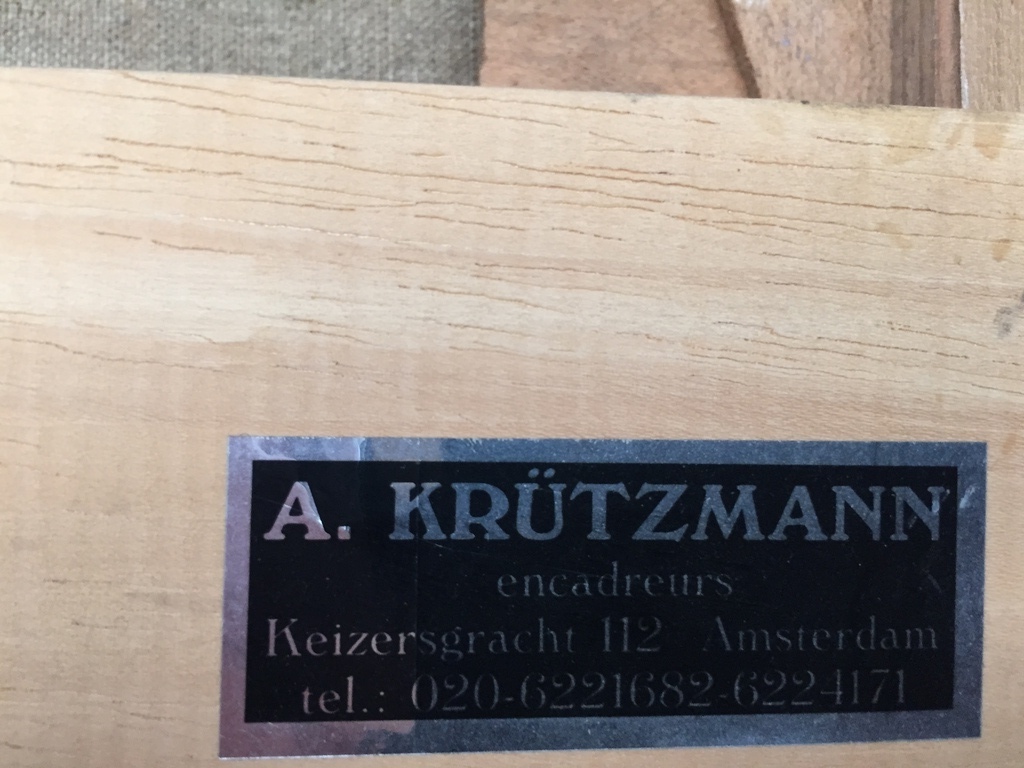 A. KRÜTZMANN
encadreurs
Keizersgracht 112 Amsterdam
tel.: 020-6221682-6224171